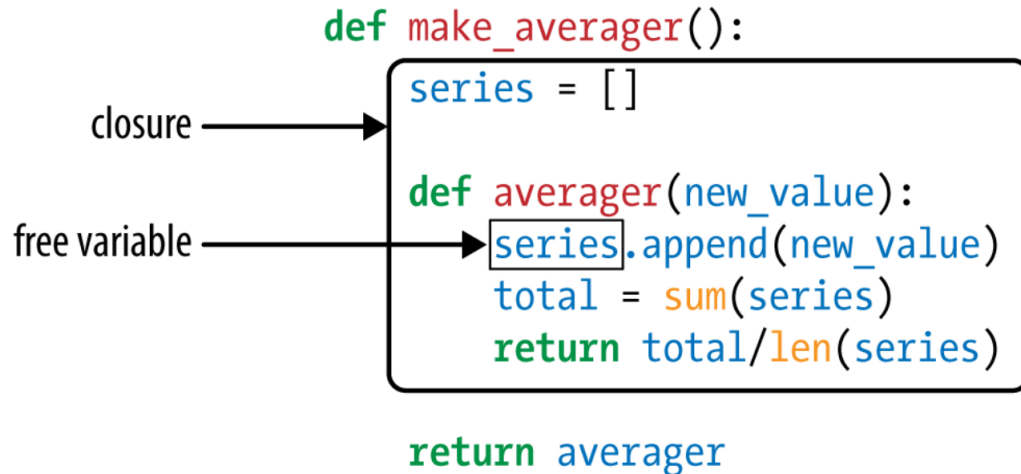 def make_averager():
series = []
closure
def averager(new_value):
free variable series.append(new_value)
total = sum(series)
return total/len(series)
return averager